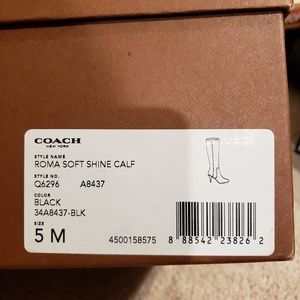 COACH
NEW YORK
STYLE NAME
ROMA SOFT SHINE CALF
STYLE NO.
Q6296 A8437
COLOR
BLACK
34A8437-BLK
SIZE
5 M
4500158575
8 88542 23826 2